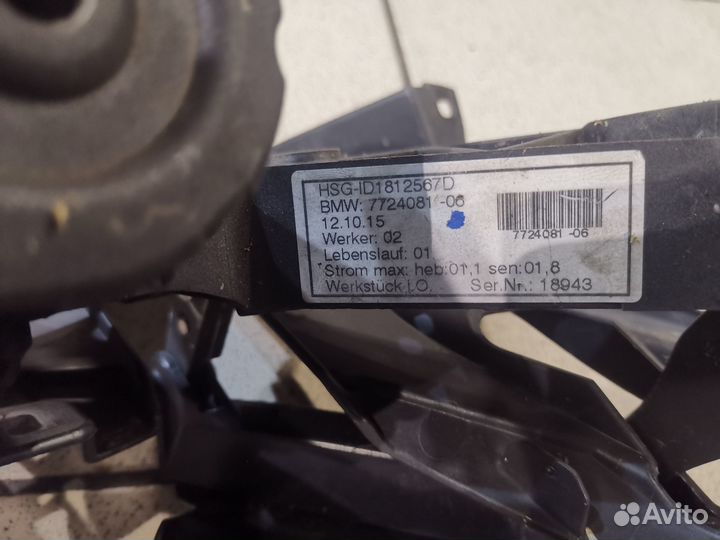 HSG-ID1812567D
BMW: 7724081 -06
12.10.15
Werker: 02
Lebenslauf: 01
Strom max: heb:01,1 sen:01,8
Werkstück i.O. Ser.Nr.: 18943
7724081 -06
Avito